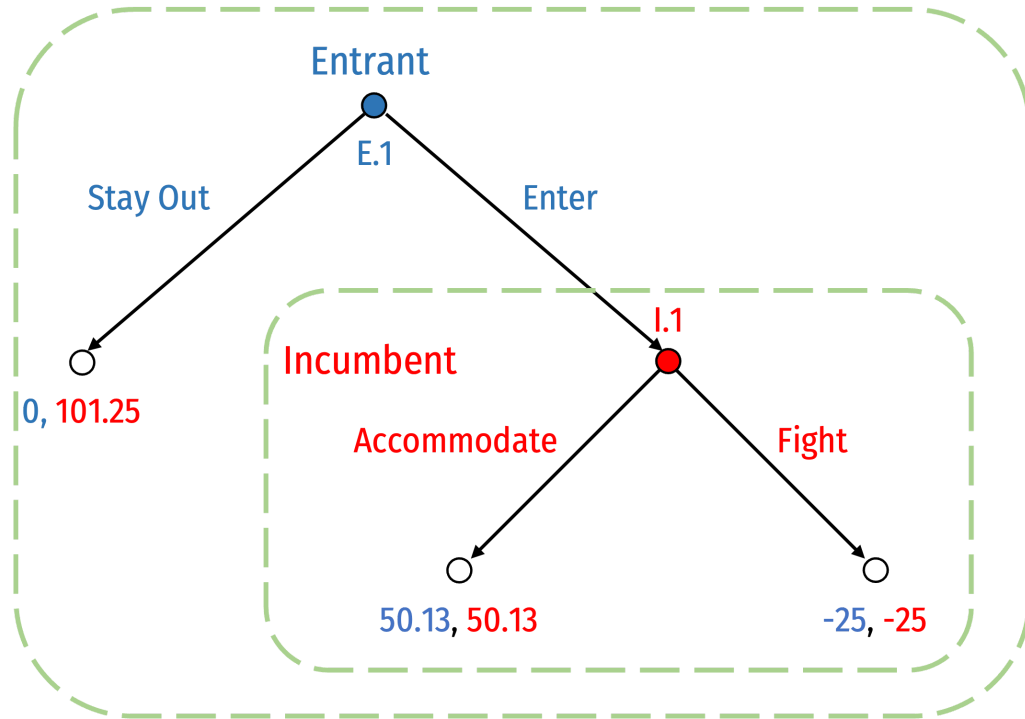 Entrant
E.1
Stay Out
Enter
I.1
Incumbent
0, 101.25
Accommodate
Fight
50.13, 50.13
-25, -25